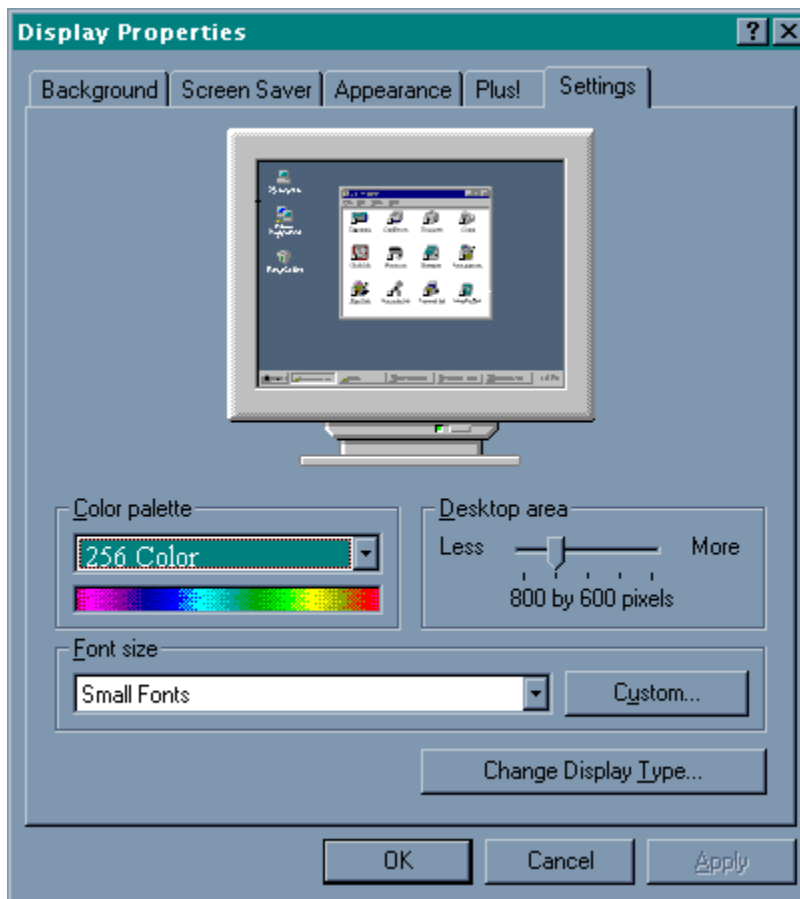 Display Properties
Background Screen Saver Appearance Plus! Settings
Color palette
256 Color
Desktop area
Less More
800 by 600 pixels
Font size
Small Fonts
Custom...
Change Display Type...
OK Cancel Apply